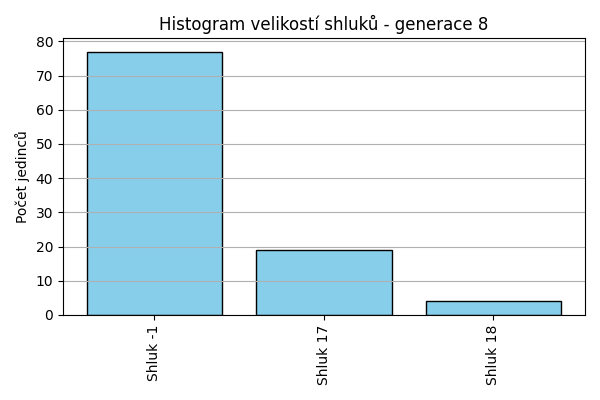 Histogram velikostí shluků - generace 8
Počet jedinců
80
70
60
50
40
30
20
10
0
Shluk -1
Shluk 17
Shluk 18